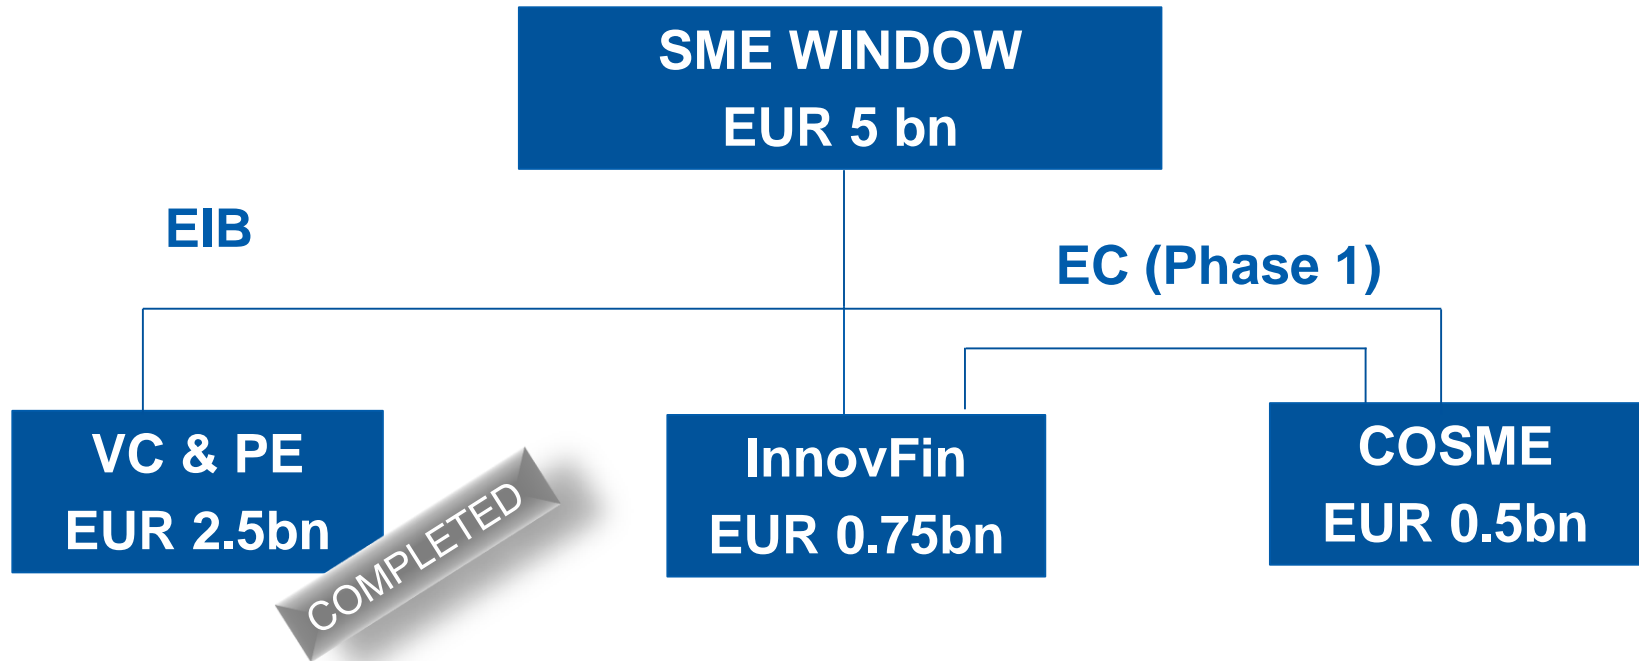 SME WINDOW
EUR 5 bn
EIB
EC (Phase 1)
VC & PE
EUR 2.5bn
COMPLETED
InnovFin
EUR 0.75bn
COSME
EUR 0.5bn